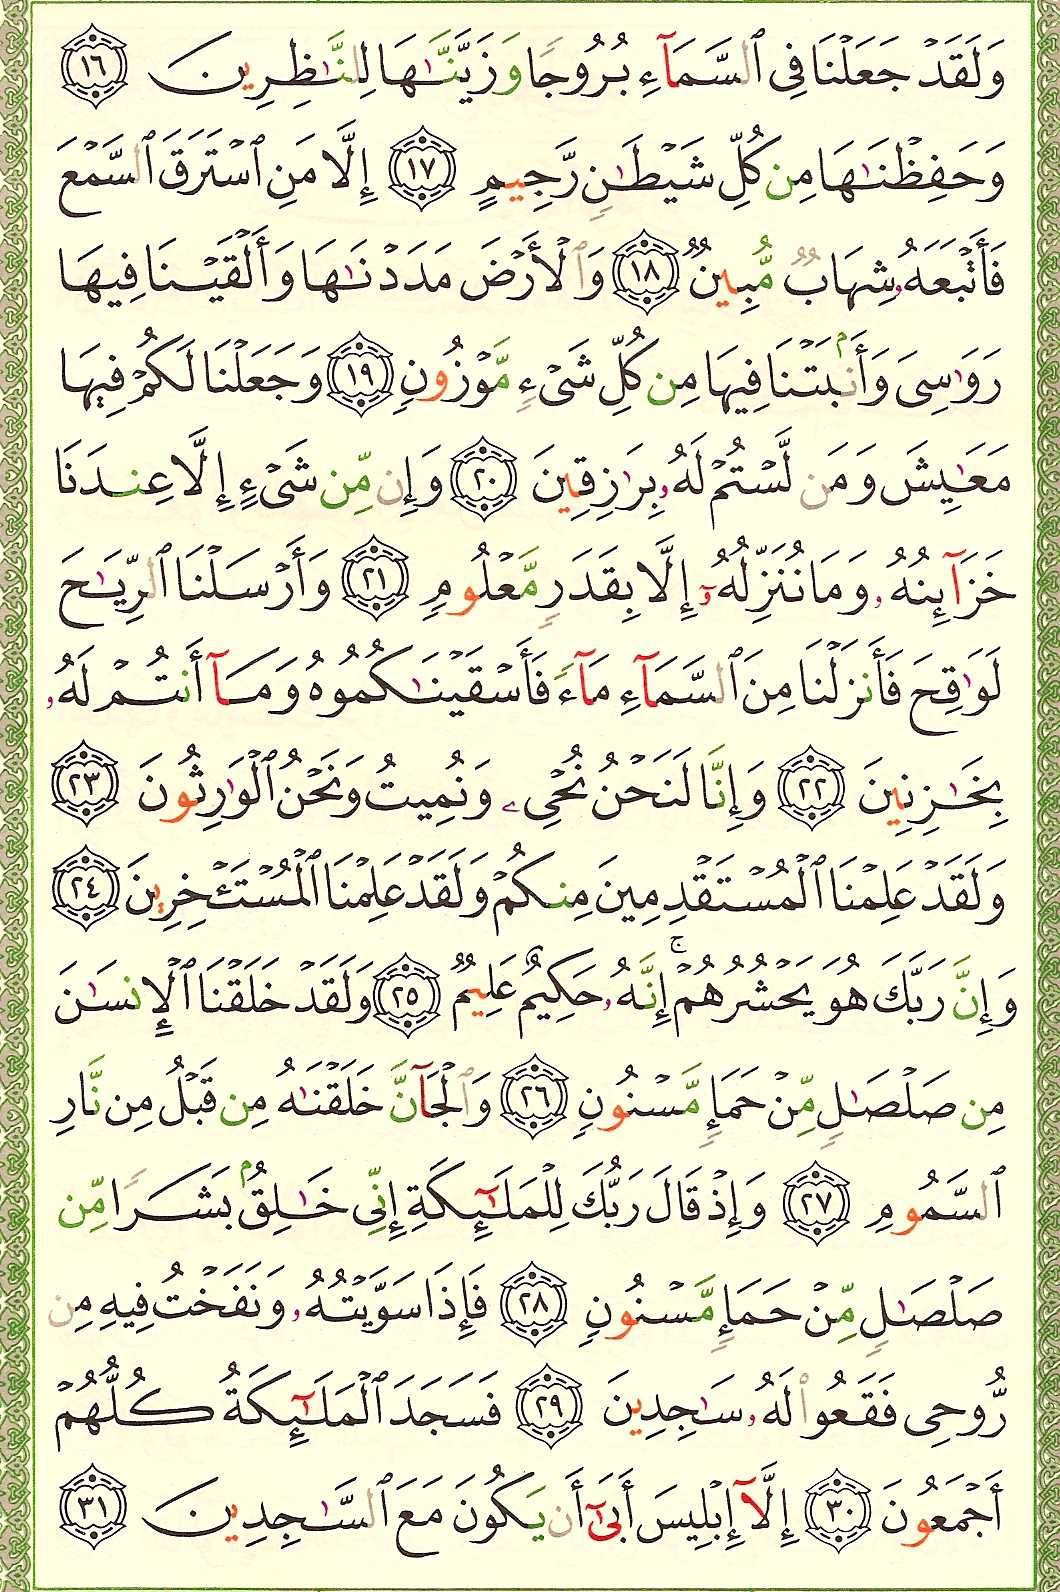 وَلَقَدْ جَعَلْنَا فِى ٱلسَّمَآءِ بُرُوجًا وَزَيَّنَّـٰهَا لِلنَّـٰظِرِينَ ١٦
وَحَفِظْنَـٰهَا مِن كُلِّ شَيْطَـٰنٍ رَّجِيمٍ ١٧ إِلَّا مَنِ ٱسْتَرَقَ ٱلسَّمْعَ
فَأَتْبَعَهُۥ شِهَابٌ مُّبِينٌ ١٨ وَٱلْأَرْضَ مَدَدْنَـٰهَا وَأَلْقَيْنَا فِيهَا
رَوَٰسِىَ وَأَنۢبَتْنَا فِيهَا مِن كُلِّ شَىْءٍ مَّوْزُونٍ ١٩ وَجَعَلْنَا لَكُمْ فِيهَا
مَعَـٰيِشَ وَمَن لَّسْتُمْ لَهُۥ بِرَٰزِقِينَ ٢٠ وَإِن مِّن شَىْءٍ إِلَّا عِندَنَا
خَزَآئِنُهُۥ وَمَا نُنَزِّلُهُۥٓ إِلَّا بِقَدَرٍ مَّعْلُومٍ ٢١ وَأَرْسَلْنَا ٱلرِّيَـٰحَ
لَوَٰقِحَ فَأَنزَلْنَا مِنَ ٱلسَّمَآءِ مَآءً فَأَسْقَيْنَـٰكُمُوهُ وَمَآ أَنتُمْ لَهُۥ
بِخَـٰزِنِينَ ٢٢ وَإِنَّا لَنَحْنُ نُحْىِۦ وَنُمِيتُ وَنَحْنُ ٱلْوَٰرِثُونَ ٢٣
وَلَقَدْ عَلِمْنَا ٱلْمُسْتَقْدِمِينَ مِنكُمْ وَلَقَدْ عَلِمْنَا ٱلْمُسْتَـْٔخِرِينَ ٢٤
وَإِنَّ رَبَّكَ هُوَ يَحْشُرُهُمْ ۚ إِنَّهُۥ حَكِيمٌ عَلِيمٌ ٢٥ وَلَقَدْ خَلَقْنَا ٱلْإِنسَـٰنَ
مِن صَلْصَـٰلٍ مِّنْ حَمَإٍ مَّسْنُونٍ ٢٦ وَٱلْجَآنَّ خَلَقْنَـٰهُ مِن قَبْلُ مِن نَّارِ
ٱلسَّمُومِ ٢٧ وَإِذْ قَالَ رَبُّكَ لِلْمَلَـٰٓئِكَةِ إِنِّى خَـٰلِقٌۢ بَشَرًا مِّن
صَلْصَـٰلٍ مِّنْ حَمَإٍ مَّسْنُونٍ ٢٨ فَإِذَا سَوَّيْتُهُۥ وَنَفَخْتُ فِيهِ مِن
رُّوحِى فَقَعُوا۟ لَهُۥ سَـٰجِدِينَ ٢٩ فَسَجَدَ ٱلْمَلَـٰٓئِكَةُ كُلُّهُمْ
أَجْمَعُونَ ٣٠ إِلَّآ إِبْلِيسَ أَبَىٰٓ أَن يَكُونَ مَعَ ٱلسَّـٰجِدِينَ ٣١